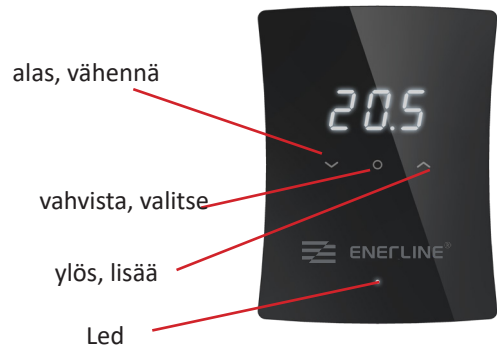 alas, vähennä
20.5
vahvista, valitse
ENERLINE®
ylös, lisää
Led